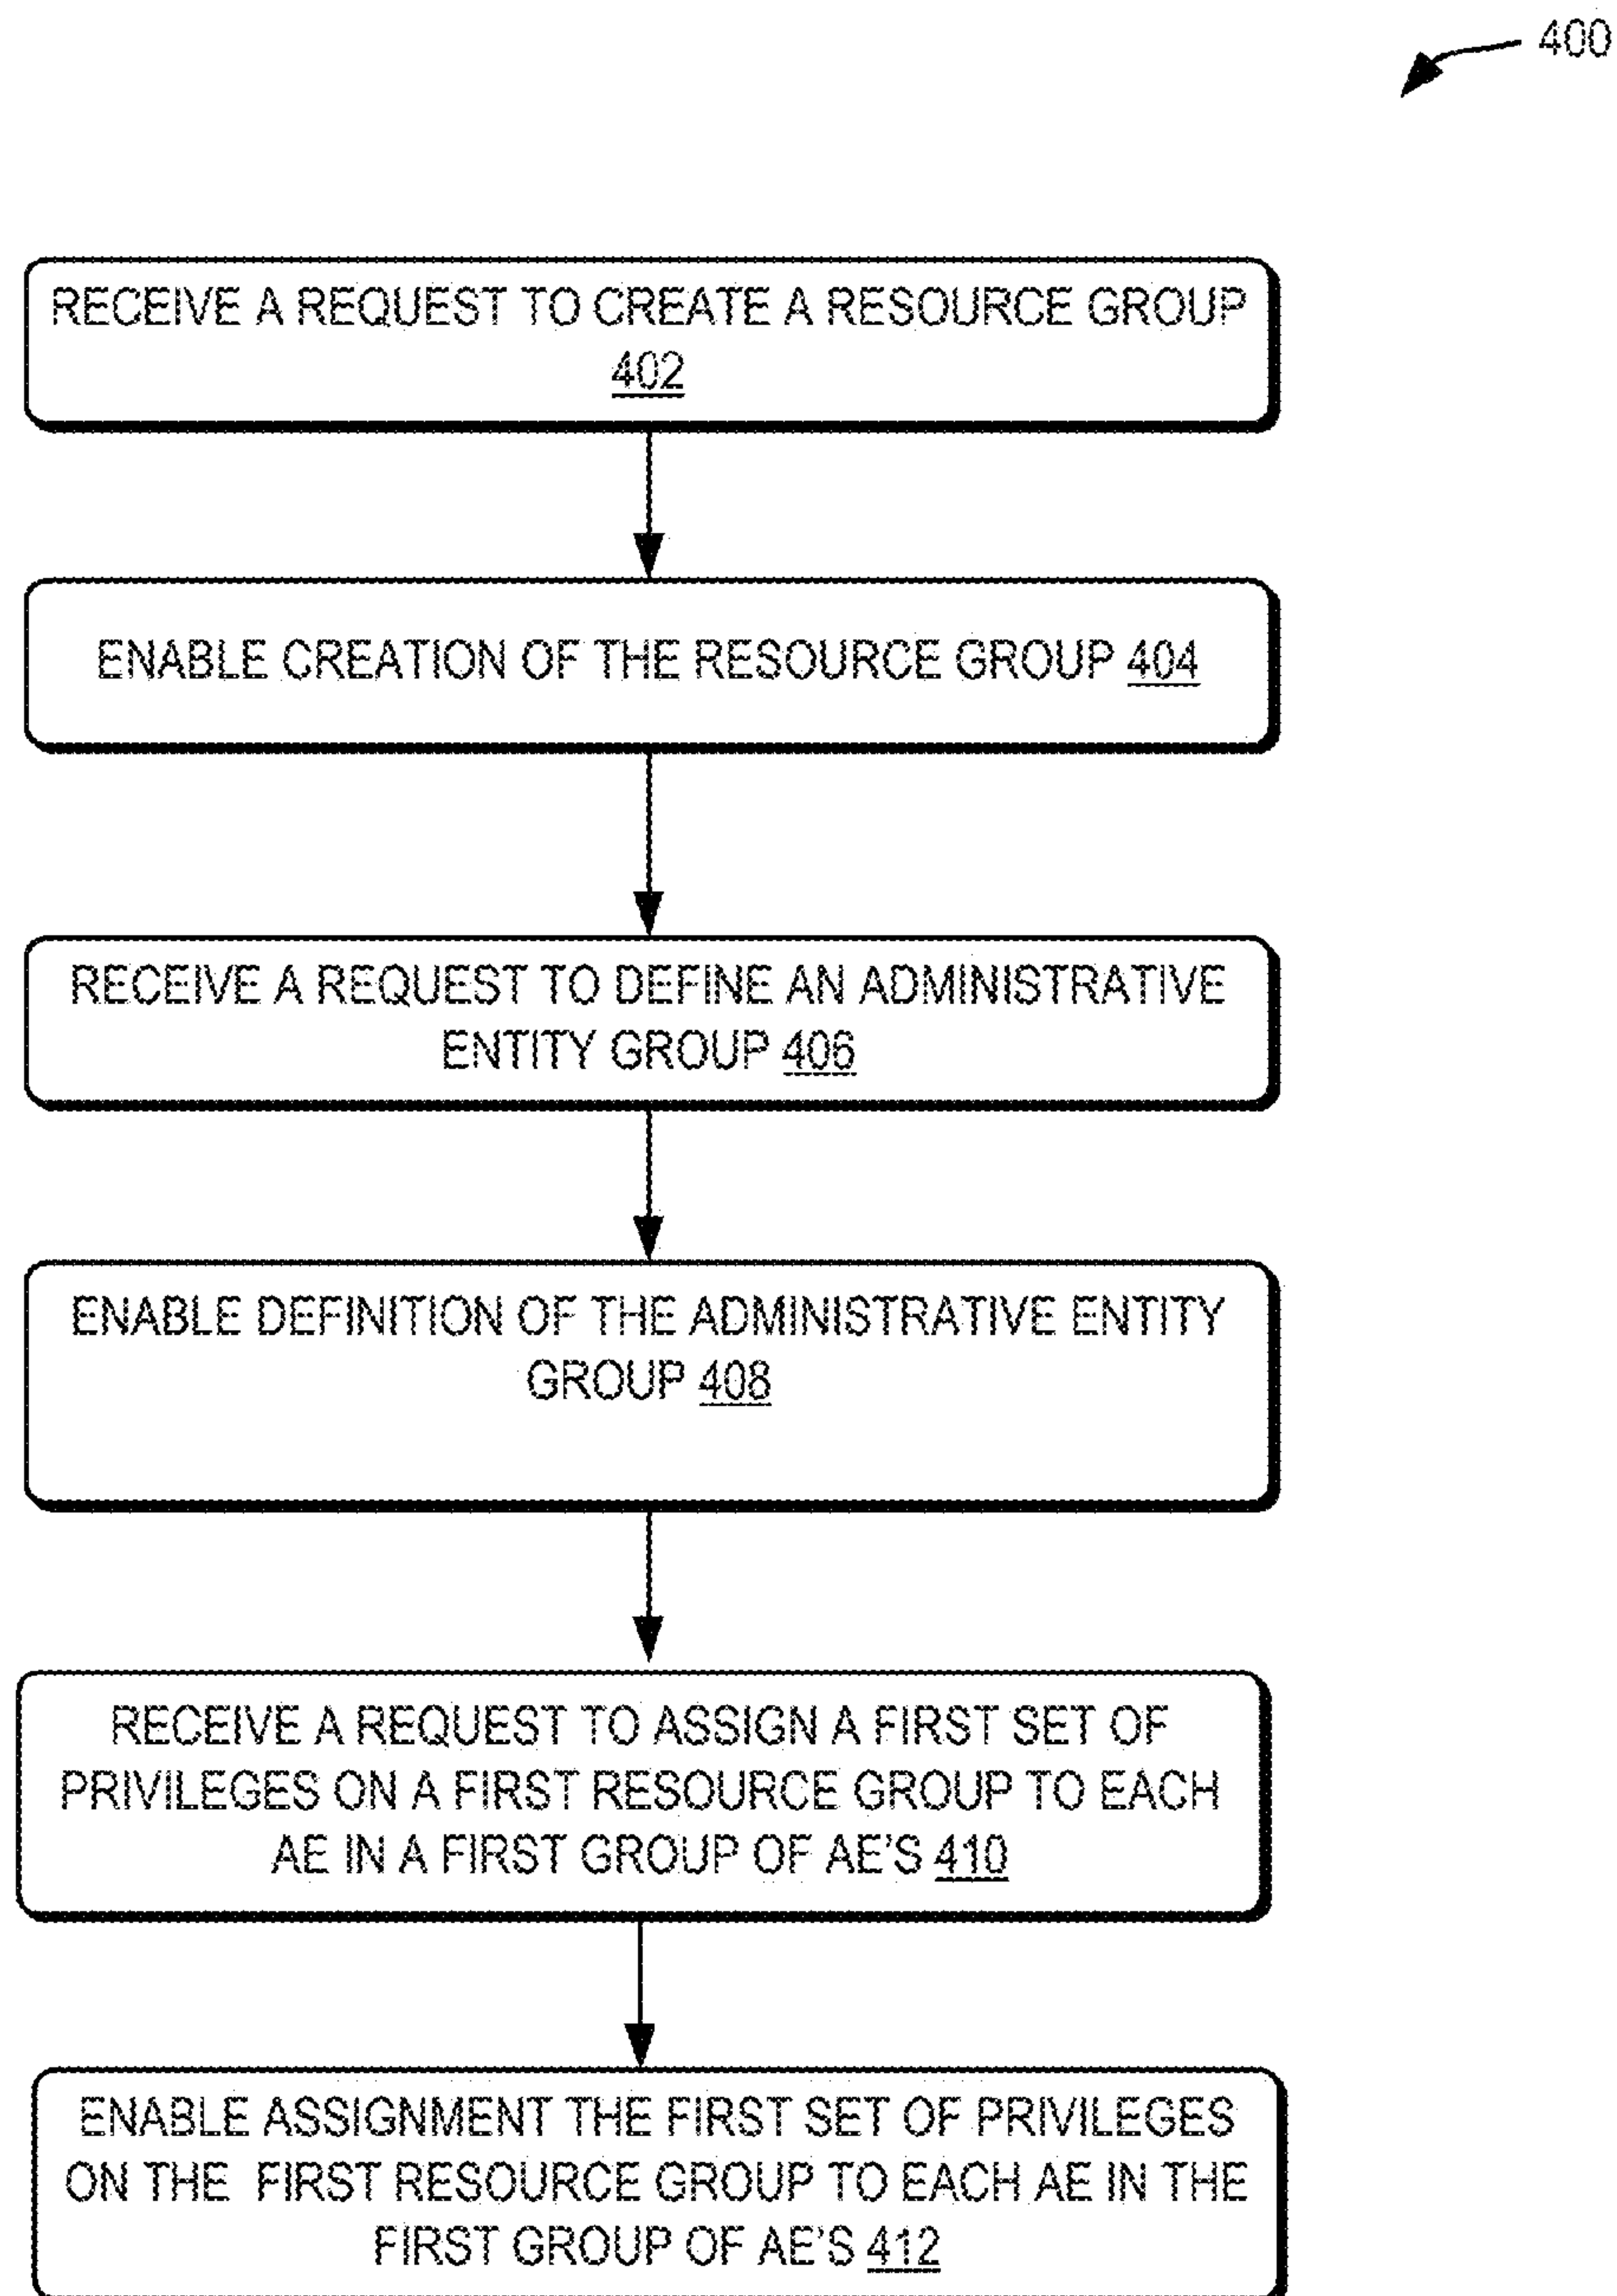 400
RECEIVE A REQUEST TO CREATE A RESOURCE GROUP
402
ENABLE CREATION OF THE RESOURCE GROUP 404
RECEIVE A REQUEST TO DEFINE AN ADMINISTRATIVE
ENTITY GROUP 406
ENABLE DEFINITION OF THE ADMINISTRATIVE ENTITY
GROUP 408
RECEIVE A REQUEST TO ASSIGN A FIRST SET OF
PRIVILEGES ON A FIRST RESOURCE GROUP TO EACH
AE IN A FIRST GROUP OF AE'S 410
ENABLE ASSIGNMENT THE FIRST SET OF PRIVILEGES
ON THE FIRST RESOURCE GROUP TO EACH AE IN THE
FIRST GROUP OF AE'S 412